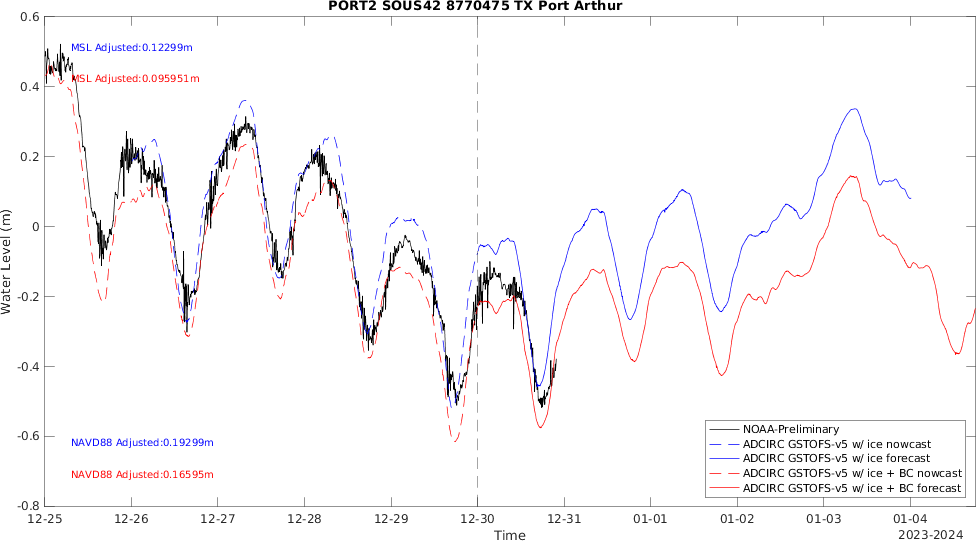 PORT2 SOUS42 8770475 TX Port Arthur
0.6
0.4
0.2
0
-0.2
-0.4
-0.6
-0.8
Water Level (m)
MSL Adjusted:0.12299m
MSL Adjusted:0.095951m
NAVD88 Adjusted:0.19299m
NAVD88 Adjusted:0.16595m
NOAA-Preliminary
ADCIRC GSTOFS-v5 w/ ice nowcast
ADCIRC GSTOFS-v5 w/ ice forecast
ADCIRC GSTOFS-v5 w/ ice + BC nowcast
ADCIRC GSTOFS-v5 w/ ice + BC forecast
12-25 12-26 12-27 12-28 12-29 12-30 12-31 01-01 01-02 01-03 01-04
Time
2023-2024